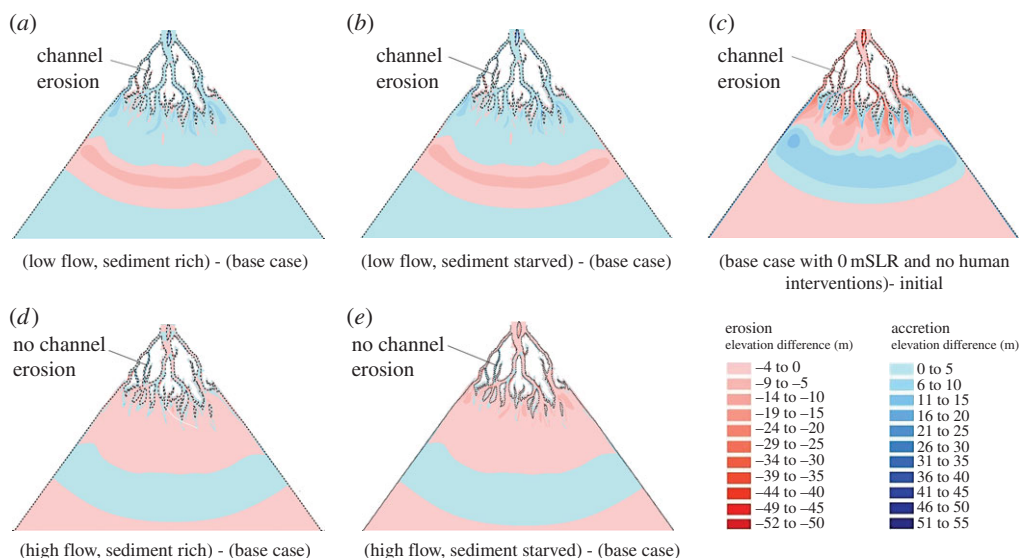 (a)
channel
erosion
(low flow, sediment rich) - (base case)
(b)
channel
erosion
(low flow, sediment starved) - (base case)
(c)
channel
erosion
(base case with 0 mSLR and no human
interventions)- initial
(d)
no channel
erosion
(high flow, sediment rich) - (base case)
(e)
no channel
erosion
(high flow, sediment starved) - (base case)
erosion
elevation difference (m)
–4 to 0
–9 to –5
–14 to –10
–19 to –15
–24 to –20
–29 to –25
–34 to –30
–39 to –35
–44 to –40
–49 to –45
–52 to –50
accretion
elevation difference (m)
0 to 5
6 to 10
11 to 15
16 to 20
21 to 25
26 to 30
31 to 35
36 to 40
41 to 45
46 to 50
51 to 55